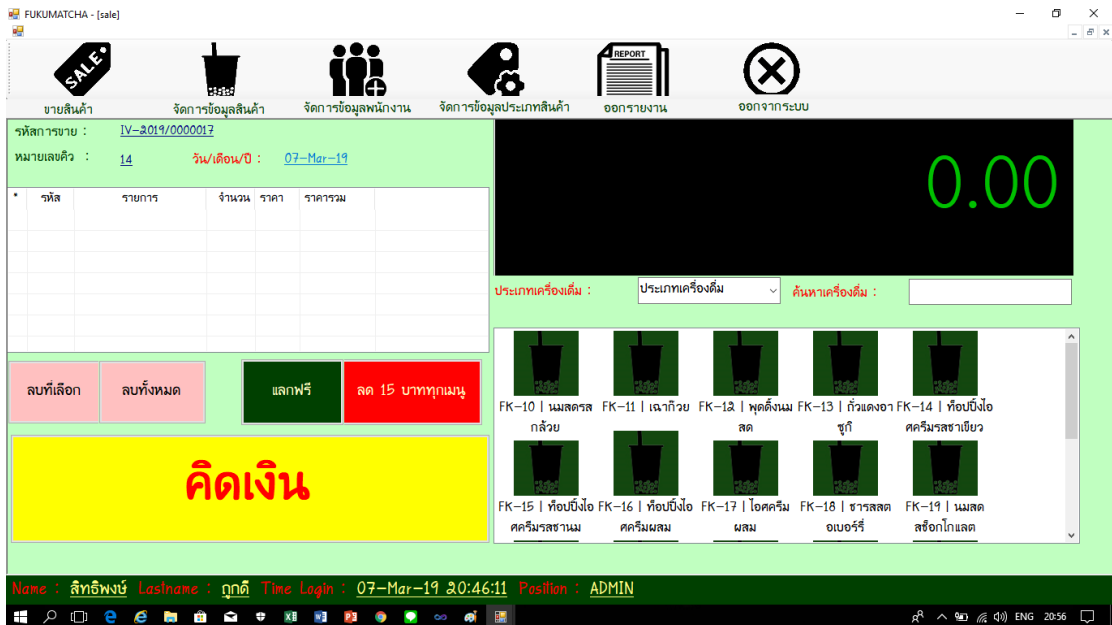 FUKUMATCHA - [sale]
SALE
REPORT
ขายสินค้า จัดการข้อมูลสินค้า จัดการข้อมูลพนักงาน จัดการข้อมูลประเภทสินค้า ออกรายงาน ออกจากระบบ
รหัสการขาย : IV-2019/0000017
หมายเลขคิว : 14 วัน/เดือน/ปี : 07-Mar-19
0.00
* รหัส รายการ จำนวน ราคา ราคารวม
ประเภทเครื่องดื่ม : ประเภทเครื่องดื่ม ค้นหาเครื่องดื่ม :
ลบที่เลือก ลบทั้งหมด แลกฟรี ลด 15 บาททุกเมนู
FK-10 | นมสดรส FK-11 | เฉาก๊วย FK-12 | พุดดิ้งนม FK-13 | ถั่วแดงอา FK-14 | ท็อปปิ้งไอ
กล้วย สด ซูกิ ศครีมรสชาเขียว
คิดเงิน
FK-15 | ท็อปปิ้งไอ FK-16 | ท็อปปิ้งไอ FK-17 | ไอศครีม FK-18 | ชารสสต FK-19 | นมสด
ศครีมรสชานม ศครีมผสม ผสม อเบอร์รี่ สช็อกโกแลต
Name : สิทธิพงษ์ Lastname : ถูกดี Time Login : 07-Mar-19 20:46:11 Position : ADMIN
ENG 20:56